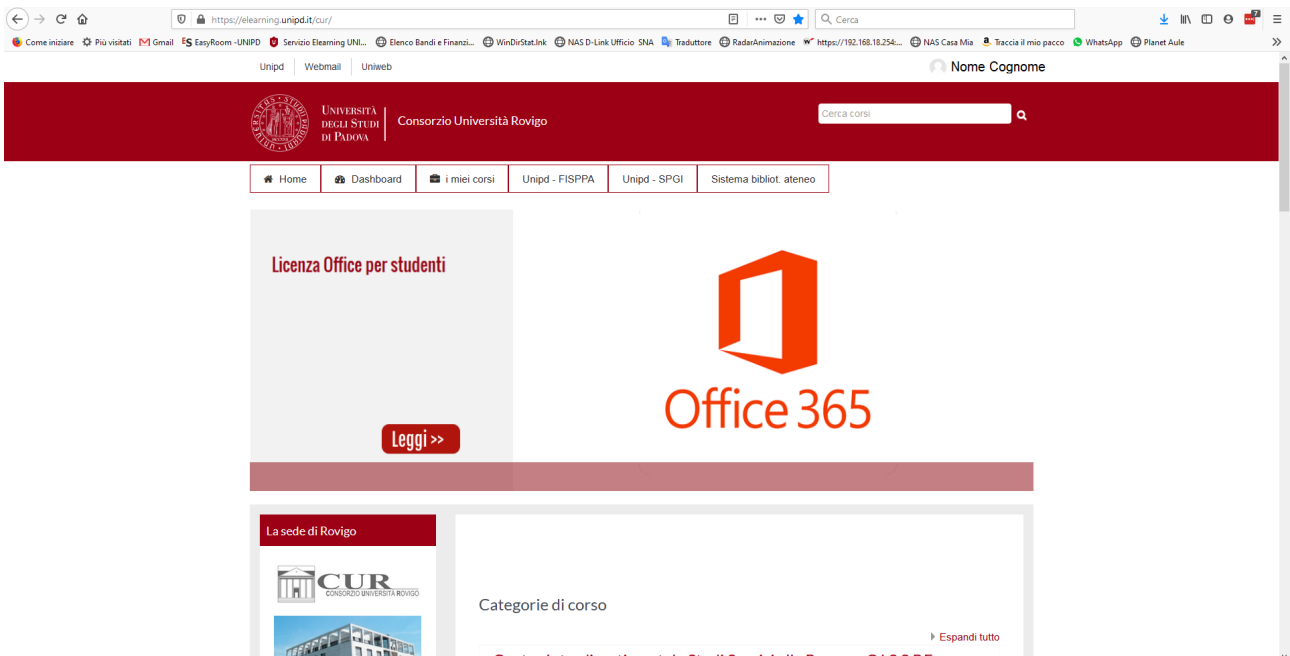 https://elearning.unipd.it/cur/
Cerca
Come iniziare Più visitati Gmail EasyRoom -UNIPD Servizio Elearning UNI... Elenco Bandi e Finanzi... WinDirStat.lnk NAS D-Link Ufficio SNA Traduttore RadarAnimazione https://192.168.18.254:... NAS Casa Mia Traccia il mio pacco WhatsApp Planet Aule
Unipd Webmail Uniweb Nome Cognome
UNIVERSITÀ
DEGLI STUDI
DI PADOVA
Consorzio Università Rovigo
Cerca corsi
Home Dashboard i miei corsi Unipd - FISPPA Unipd - SPGI Sistema bibliot. ateneo
Licenza Office per studenti
Office 365
Leggi >>
La sede di Rovigo
CUR
CONSORZIO UNIVERSITÀ ROVIGO
Categorie di corso
Espandi tutto